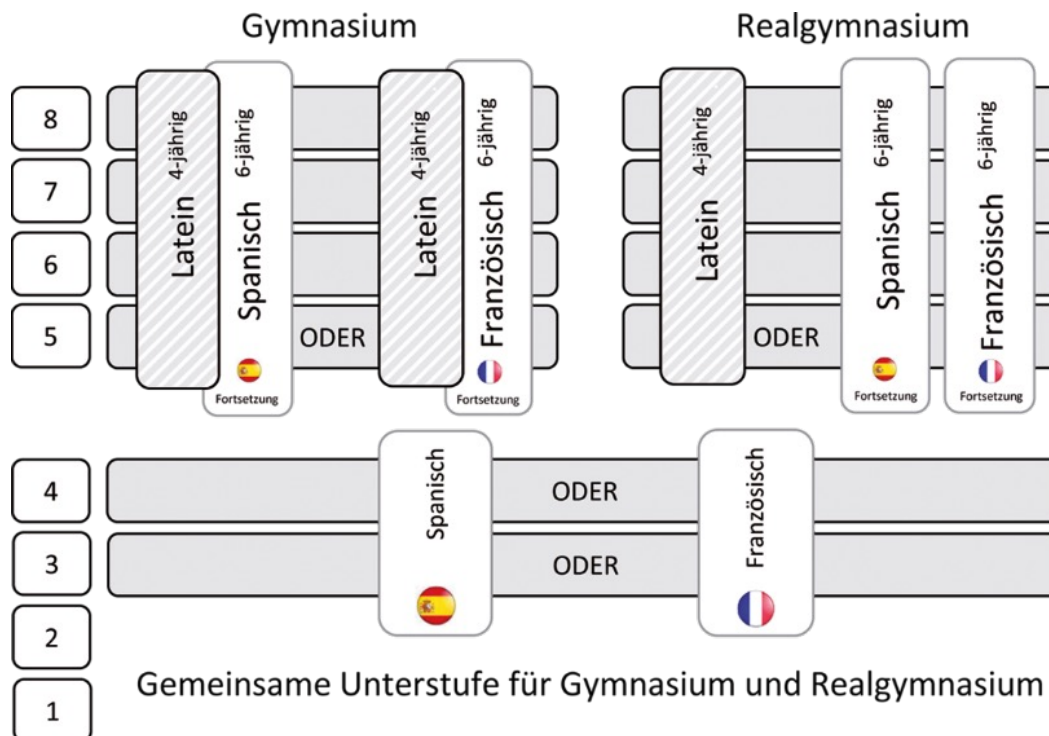 Gymnasium
Realgymnasium
8
7
6
5
Latein 4-jährig
Spanisch 6-jährig
Fortsetzung
ODER
Latein 4-jährig
Französisch 6-jährig
Fortsetzung
Latein 4-jährig
ODER
Spanisch 6-jährig
Fortsetzung
Französisch 6-jährig
Fortsetzung
4
3
2
1
Spanisch
ODER
ODER
Französisch
Gemeinsame Unterstufe für Gymnasium und Realgymnasium